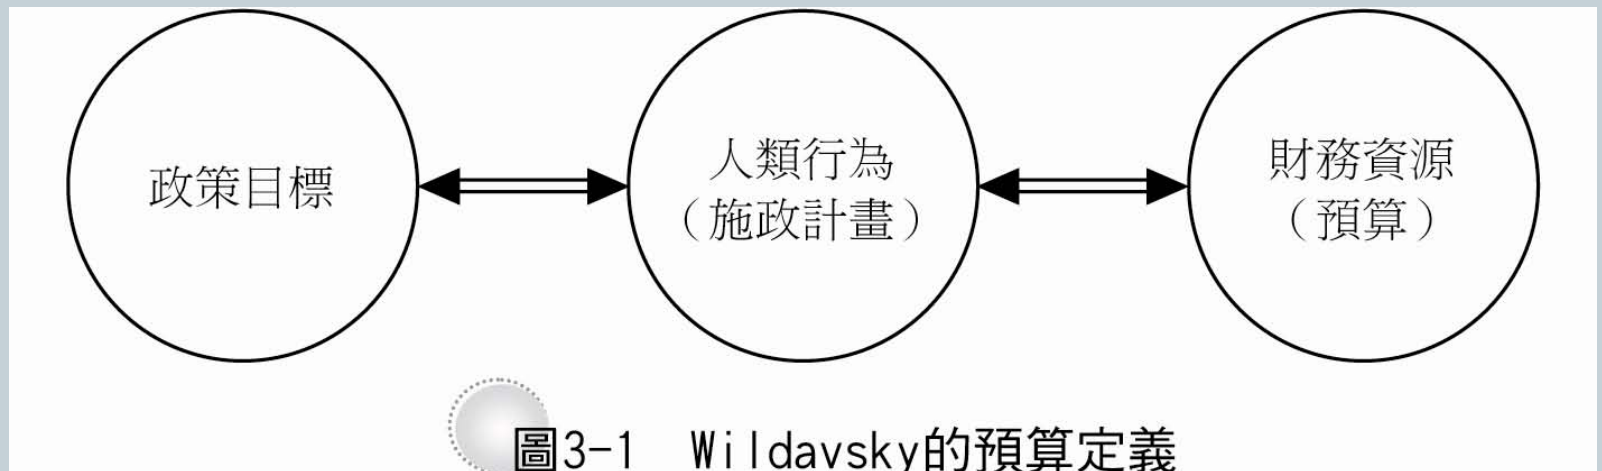 政策目標
人類行為
（施政計畫）
財務資源
（預算）
圖3-1 Wildavsky的預算定義